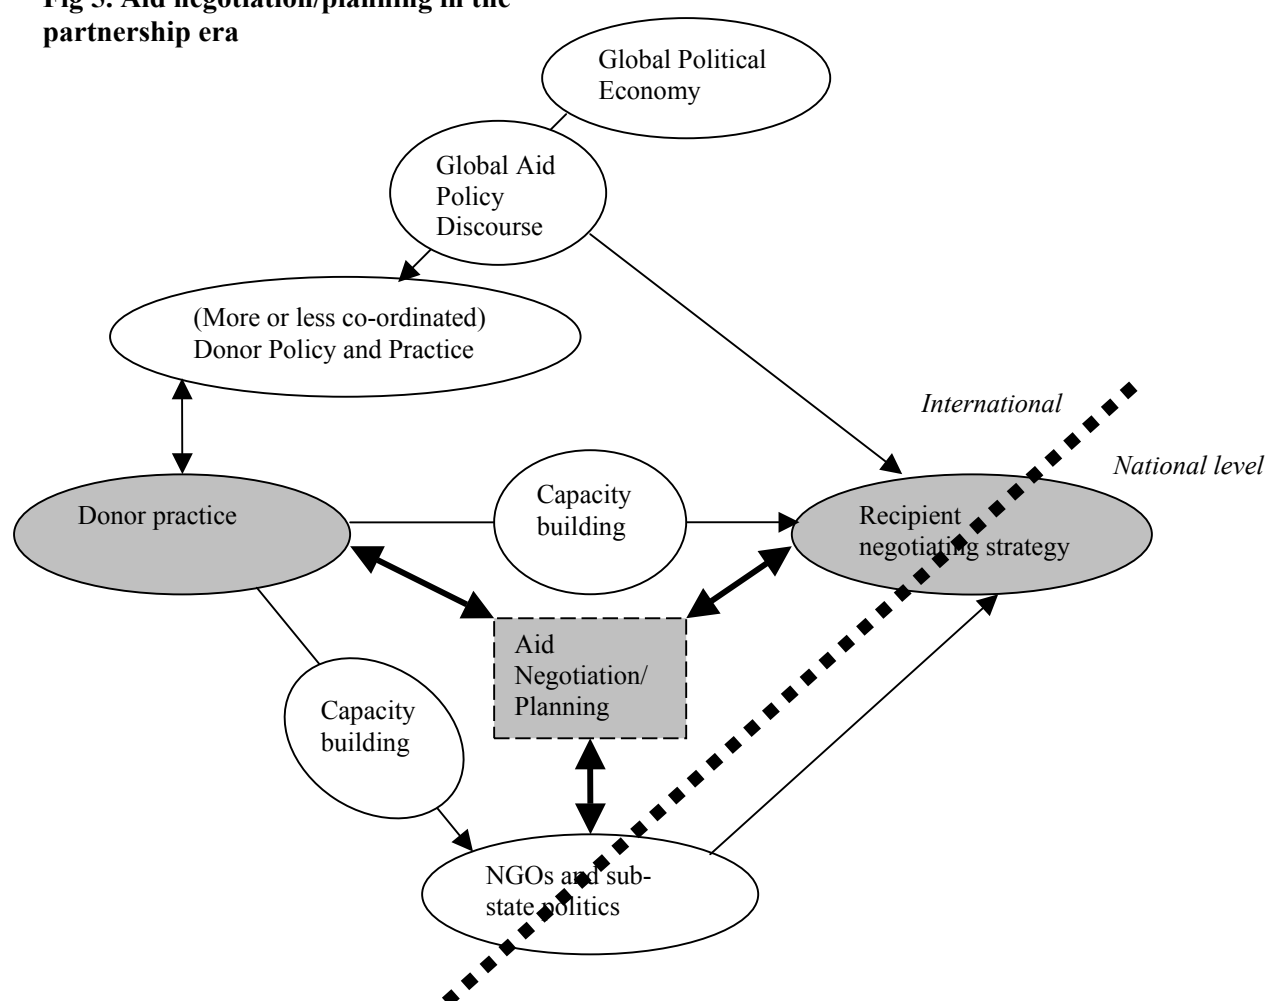 Fig 3. Aid negotiation/planning in the
partnership era
Global Political
Economy
Global Aid
Policy
Discourse
(More or less co-ordinated)
Donor Policy and Practice
International
National level
Donor practice
Capacity
building
Recipient
negotiating strategy
Aid
Negotiation/
Planning
Capacity
building
NGOs and sub-
state politics